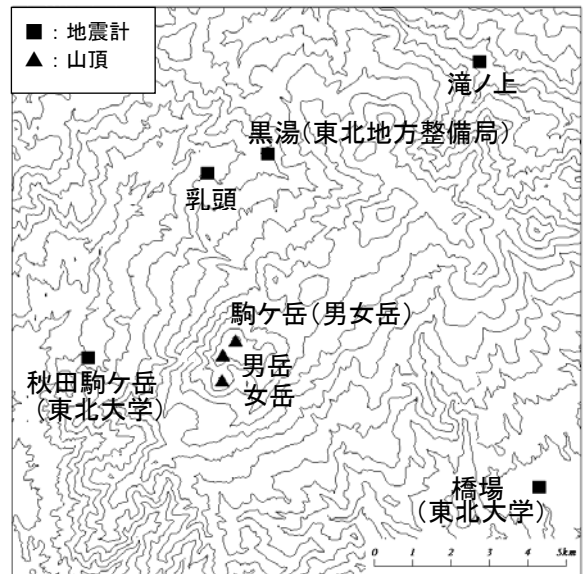 ■：地震計
▲：山頂
滝ノ上
黒湯（東北地方整備局）
乳頭
駒ケ岳（男女岳）
男岳
女岳
秋田駒ケ岳
（東北大学）
橋場
（東北大学）
0 1 2 3 4 5km